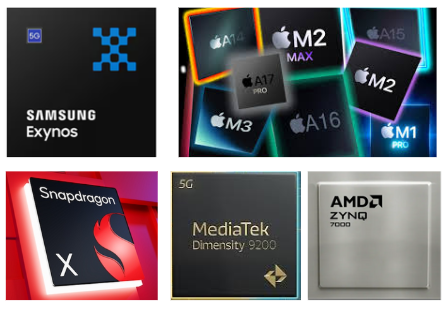 5G
SAMSUNG
Exynos
A14
M2
MAX
A15
A17
PRO
M2
M3
A16
M1
PRO
Snapdragon
X
5G
MediaTek
Dimensity 9200
AMD
ZYNQ
7000